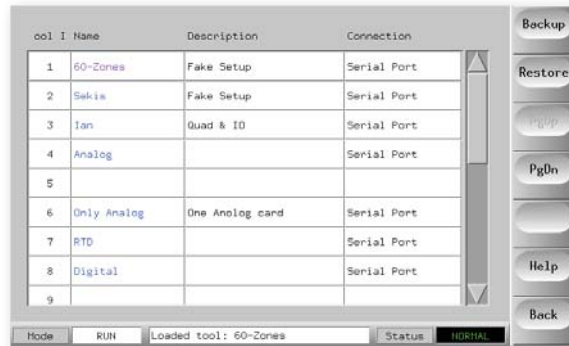 ool I Name Description Connection Backup
1 60-Zones Fake Setup Serial Port
Restore
2 Sekis Fake Setup Serial Port
3 Ian Quad & IO Serial Port
PgUp
4 Analog Serial Port
PgDn
5
6 Only Analog One Anolog card Serial Port
7 RTD Serial Port
8 Digital Serial Port
Help
9
Back
Mode RUN Loaded tool: 60-Zones Status NORMAL